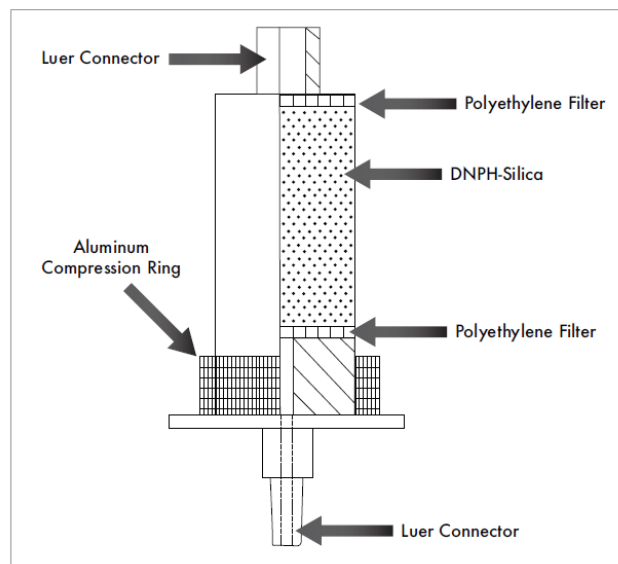 Luer Connector
Polyethylene Filter
DNPH-Silica
Aluminum
Compression Ring
Polyethylene Filter
Luer Connector